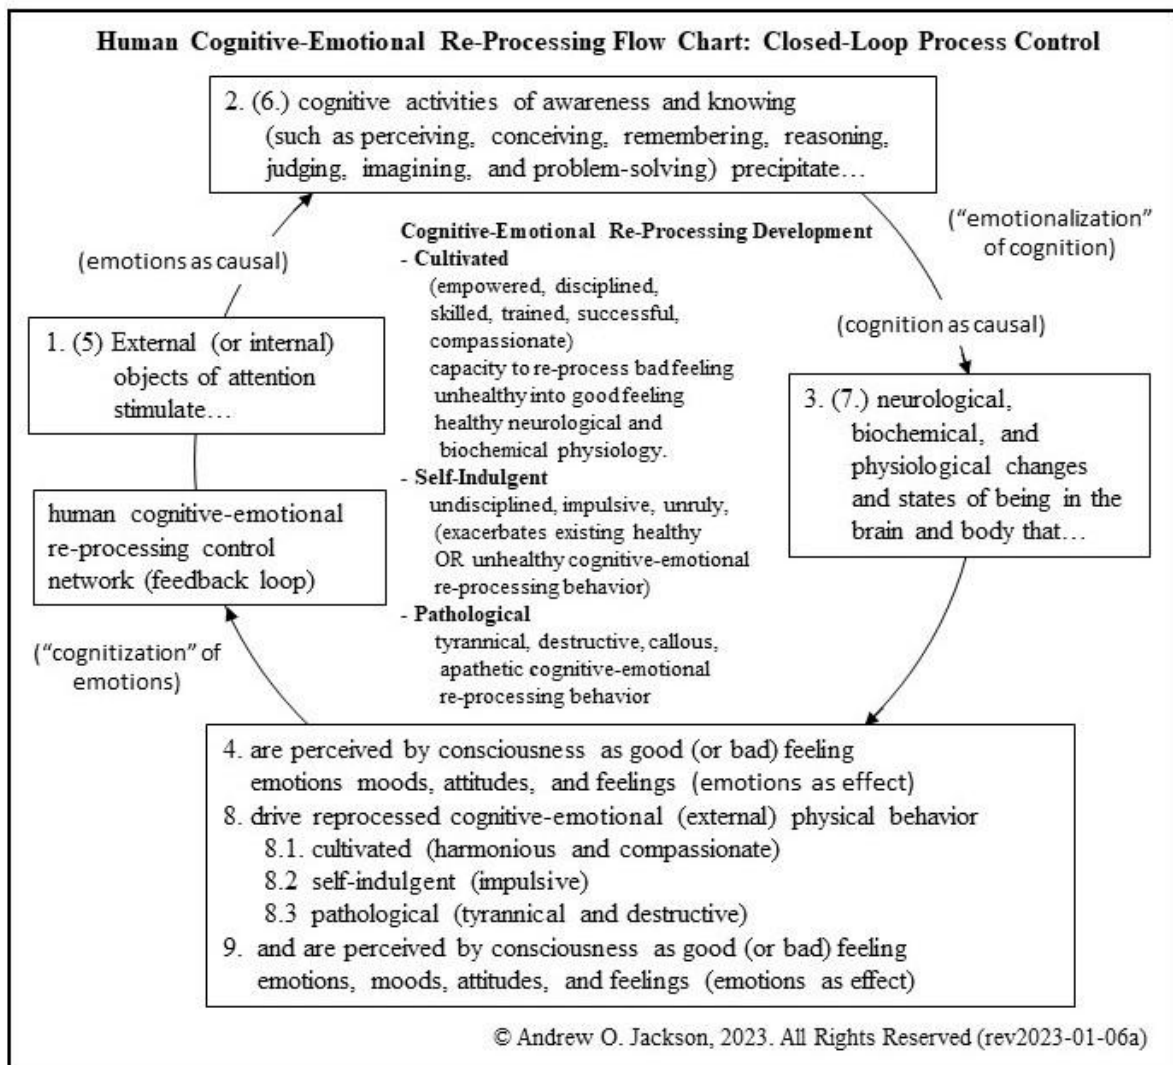 Human Cognitive-Emotional Re-Processing Flow Chart: Closed-Loop Process Control
2. (6.) cognitive activities of awareness and knowing
(such as perceiving, conceiving, remembering, reasoning,
judging, imagining, and problem-solving) precipitate…
("emotionalization"
of cognition)
(emotions as causal)
(cognition as causal)
1. (5) External (or internal)
objects of attention
stimulate…
Cognitive-Emotional Re-Processing Development
- Cultivated
(empowered, disciplined,
skilled, trained, successful,
compassionate)
capacity to re-process bad feeling
unhealthy into good feeling
healthy neurological and
biochemical physiology.
- Self-Indulgent
undisciplined, impulsive, unruly,
(exacerbates existing healthy
OR unhealthy cognitive-emotional
re-processing behavior)
- Pathological
tyrannical, destructive, callous,
apathetic cognitive-emotional
re-processing behavior
3. (7.) neurological,
biochemical, and
physiological changes
and states of being in the
brain and body that…
human cognitive-emotional
re-processing control
network (feedback loop)
("cognitization" of
emotions)
4. are perceived by consciousness as good (or bad) feeling
emotions moods, attitudes, and feelings (emotions as effect)
8. drive reprocessed cognitive-emotional (external) physical behavior
8.1. cultivated (harmonious and compassionate)
8.2 self-indulgent (impulsive)
8.3 pathological (tyrannical and destructive)
9. and are perceived by consciousness as good (or bad) feeling
emotions, moods, attitudes, and feelings (emotions as effect)
© Andrew O. Jackson, 2023. All Rights Reserved (rev2023-01-06a)